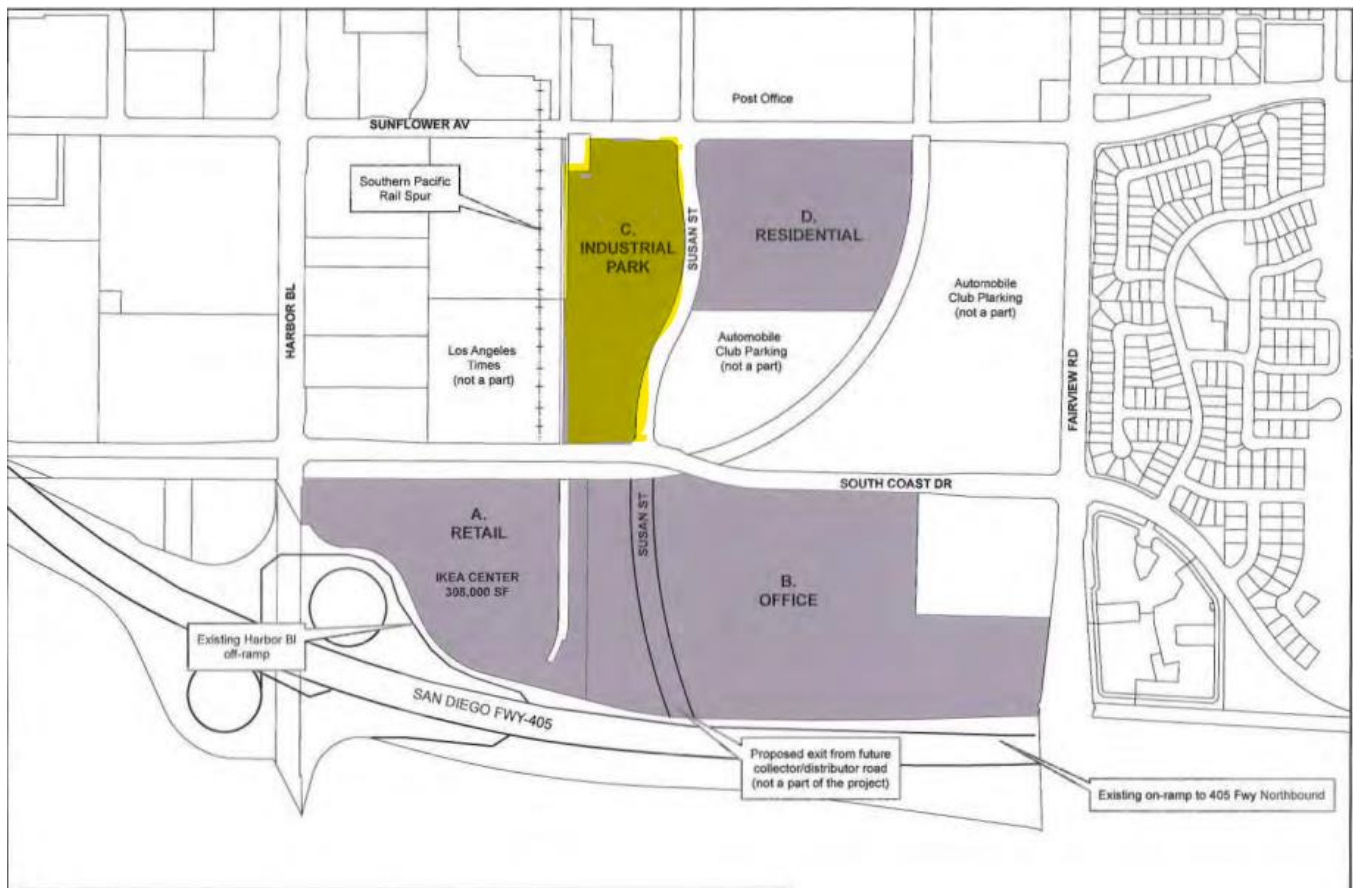 Post Office
SUNFLOWER AV
Southern Pacific
Rail Spur
C.
INDUSTRIAL
PARK
SUSAN ST
D.
RESIDENTIAL
HARBOR BL
Los Angeles
Times
(not a part)
Automobile
Club Parking
(not a part)
Automobile
Club Plarking
(not a part)
FAIRVIEW RD
SOUTH COAST DR
A.
RETAIL
IKEA CENTER
308,000 SF
SUSAN ST
B.
OFFICE
Existing Harbor Bl
off-ramp
SAN DIEGO FWY-405
Proposed exit from future
collector/distributor road
(not a part of the project)
Existing on-ramp to 405 Fwy Northbound